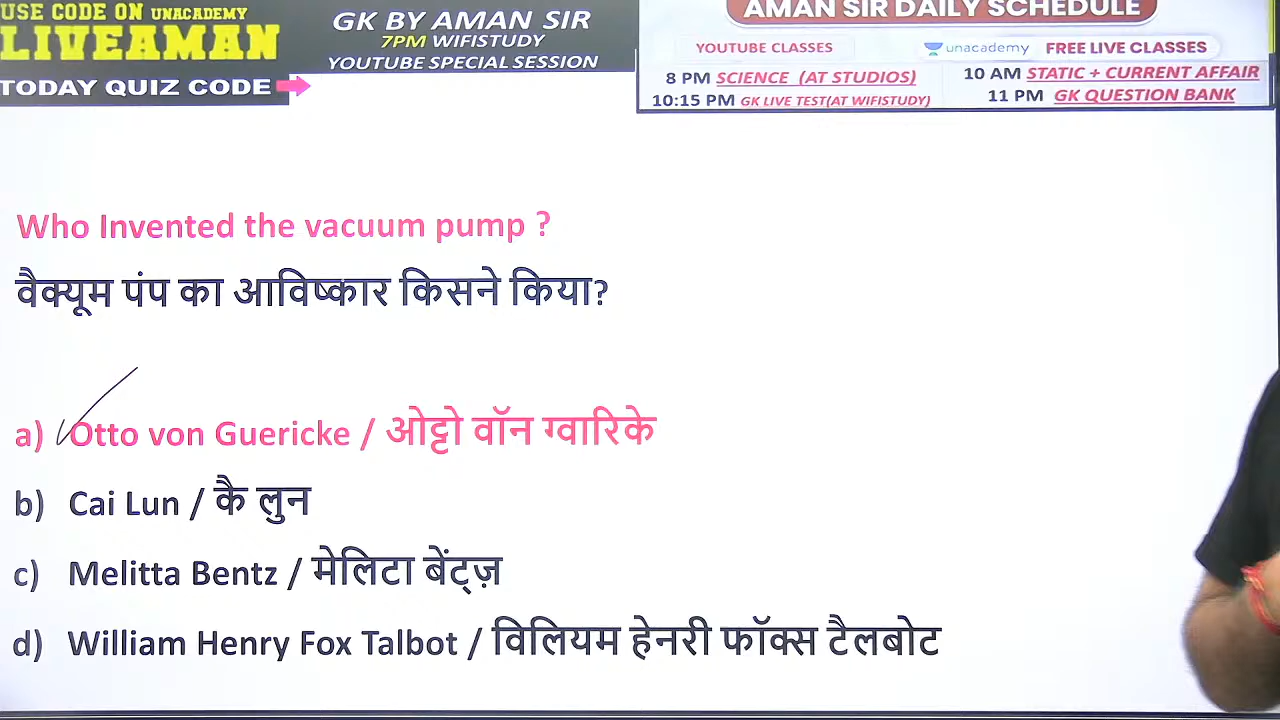 USE CODE ON UNACADEMY
LIVEAMAN
TODAY QUIZ CODE
GK BY AMAN SIR
7PM WIFISTUDY
YOUTUBE SPECIAL SESSION
AMAN SIR DAILY SCHEDULE
YOUTUBE CLASSES
unacademy FREE LIVE CLASSES
8 PM SCIENCE (AT STUDIOS)
10:15 PM GK LIVE TEST(AT WIFISTUDY)
10 AM STATIC + CURRENT AFFAIR
11 PM GK QUESTION BANK
Who Invented the vacuum pump ?
वैक्यूम पंप का आविष्कार किसने किया?
a) Otto von Guericke / ओट्टो वॉन ग्वारिके
b) Cai Lun / कै लुन
c) Melitta Bentz / मेलिटा बेंट्ज़
d) William Henry Fox Talbot / विलियम हेनरी फॉक्स टैलबोट